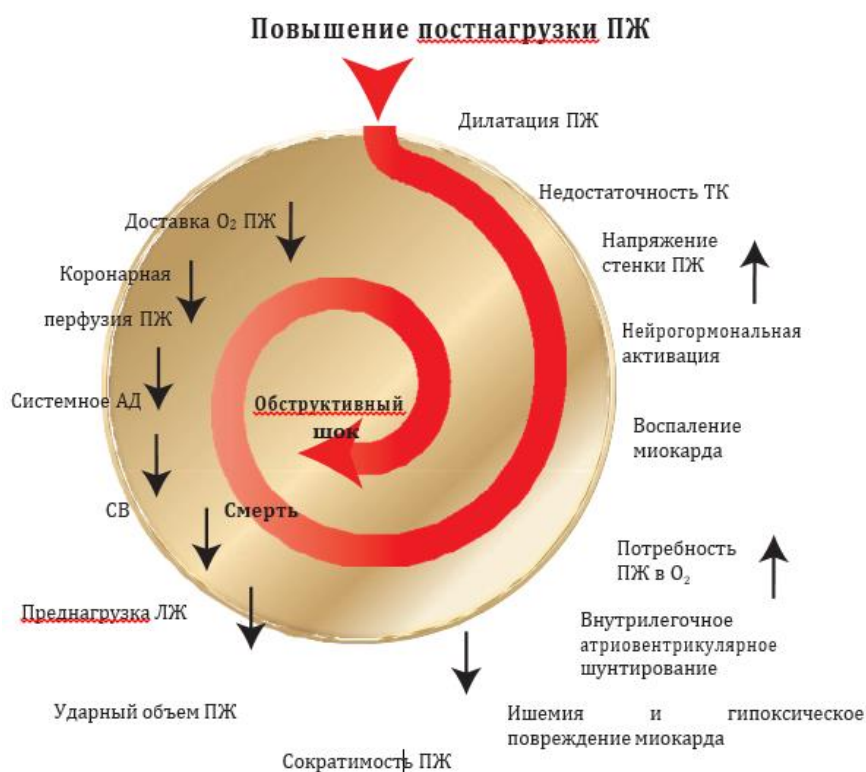 Повышение постнагрузки ПЖ
Дилатация ПЖ
Недостаточность ТК
Напряжение
стенки ПЖ
Нейрогормональная
активация
Воспаление
миокарда
Потребность
ПЖ в O₂
Внутрилегочное
атриовентрикулярное
шунтирование
Ишемия и гипоксическое
повреждение миокарда
Сократимость ПЖ
Ударный объем ПЖ
Преднагрузка ЛЖ
СВ
Системное АД
Коронарная
перфузия ПЖ
Доставка O₂ ПЖ
Обструктивный
шок
Смерть